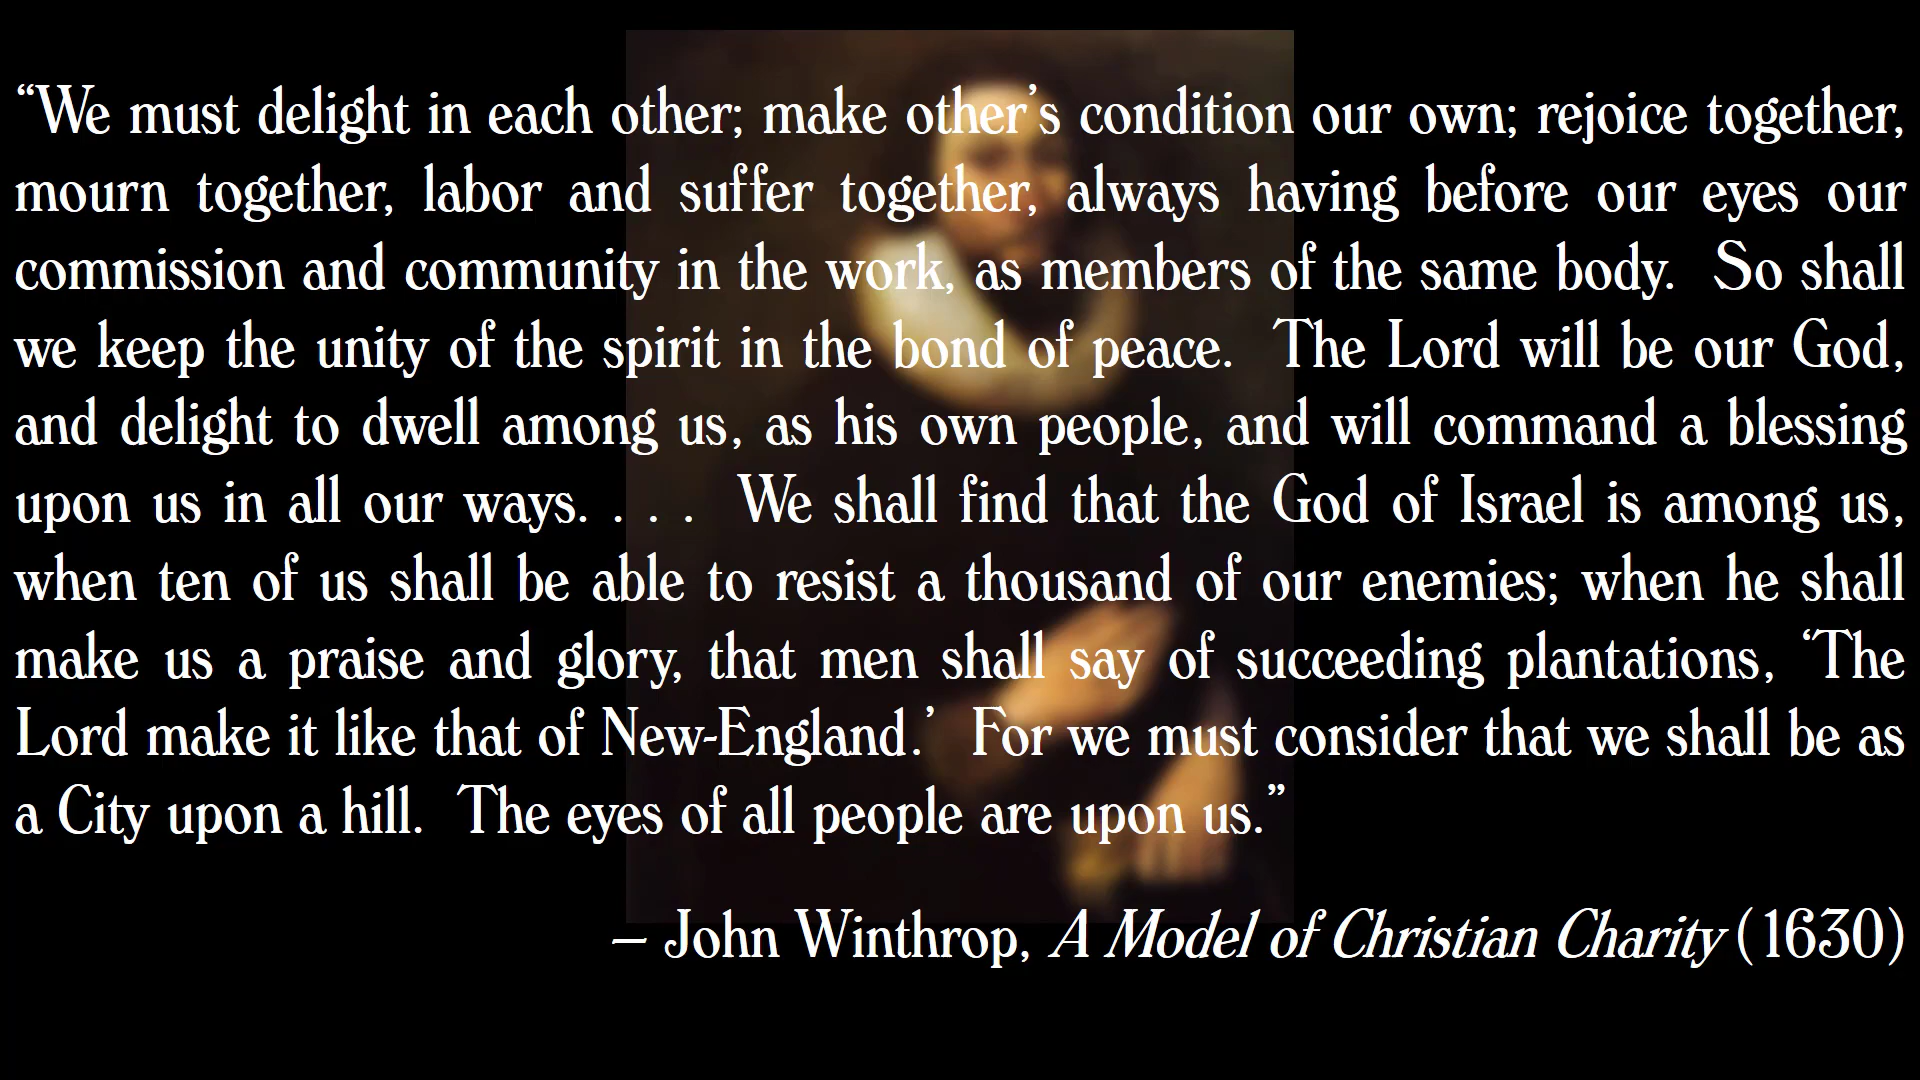 “We must delight in each other; make other’s condition our own; rejoice together,
mourn together, labor and suffer together, always having before our eyes our
commission and community in the work, as members of the same body.  So shall
we keep the unity of the spirit in the bond of peace.  The Lord will be our God,
and delight to dwell among us, as his own people, and will command a blessing
upon us in all our ways. . . .  We shall find that the God of Israel is among us,
when ten of us shall be able to resist a thousand of our enemies; when he shall
make us a praise and glory, that men shall say of succeeding plantations, ‘The
Lord make it like that of New-England.’  For we must consider that we shall be as
a City upon a hill.  The eyes of all people are upon us.”
– John Winthrop, A Model of Christian Charity (1630)